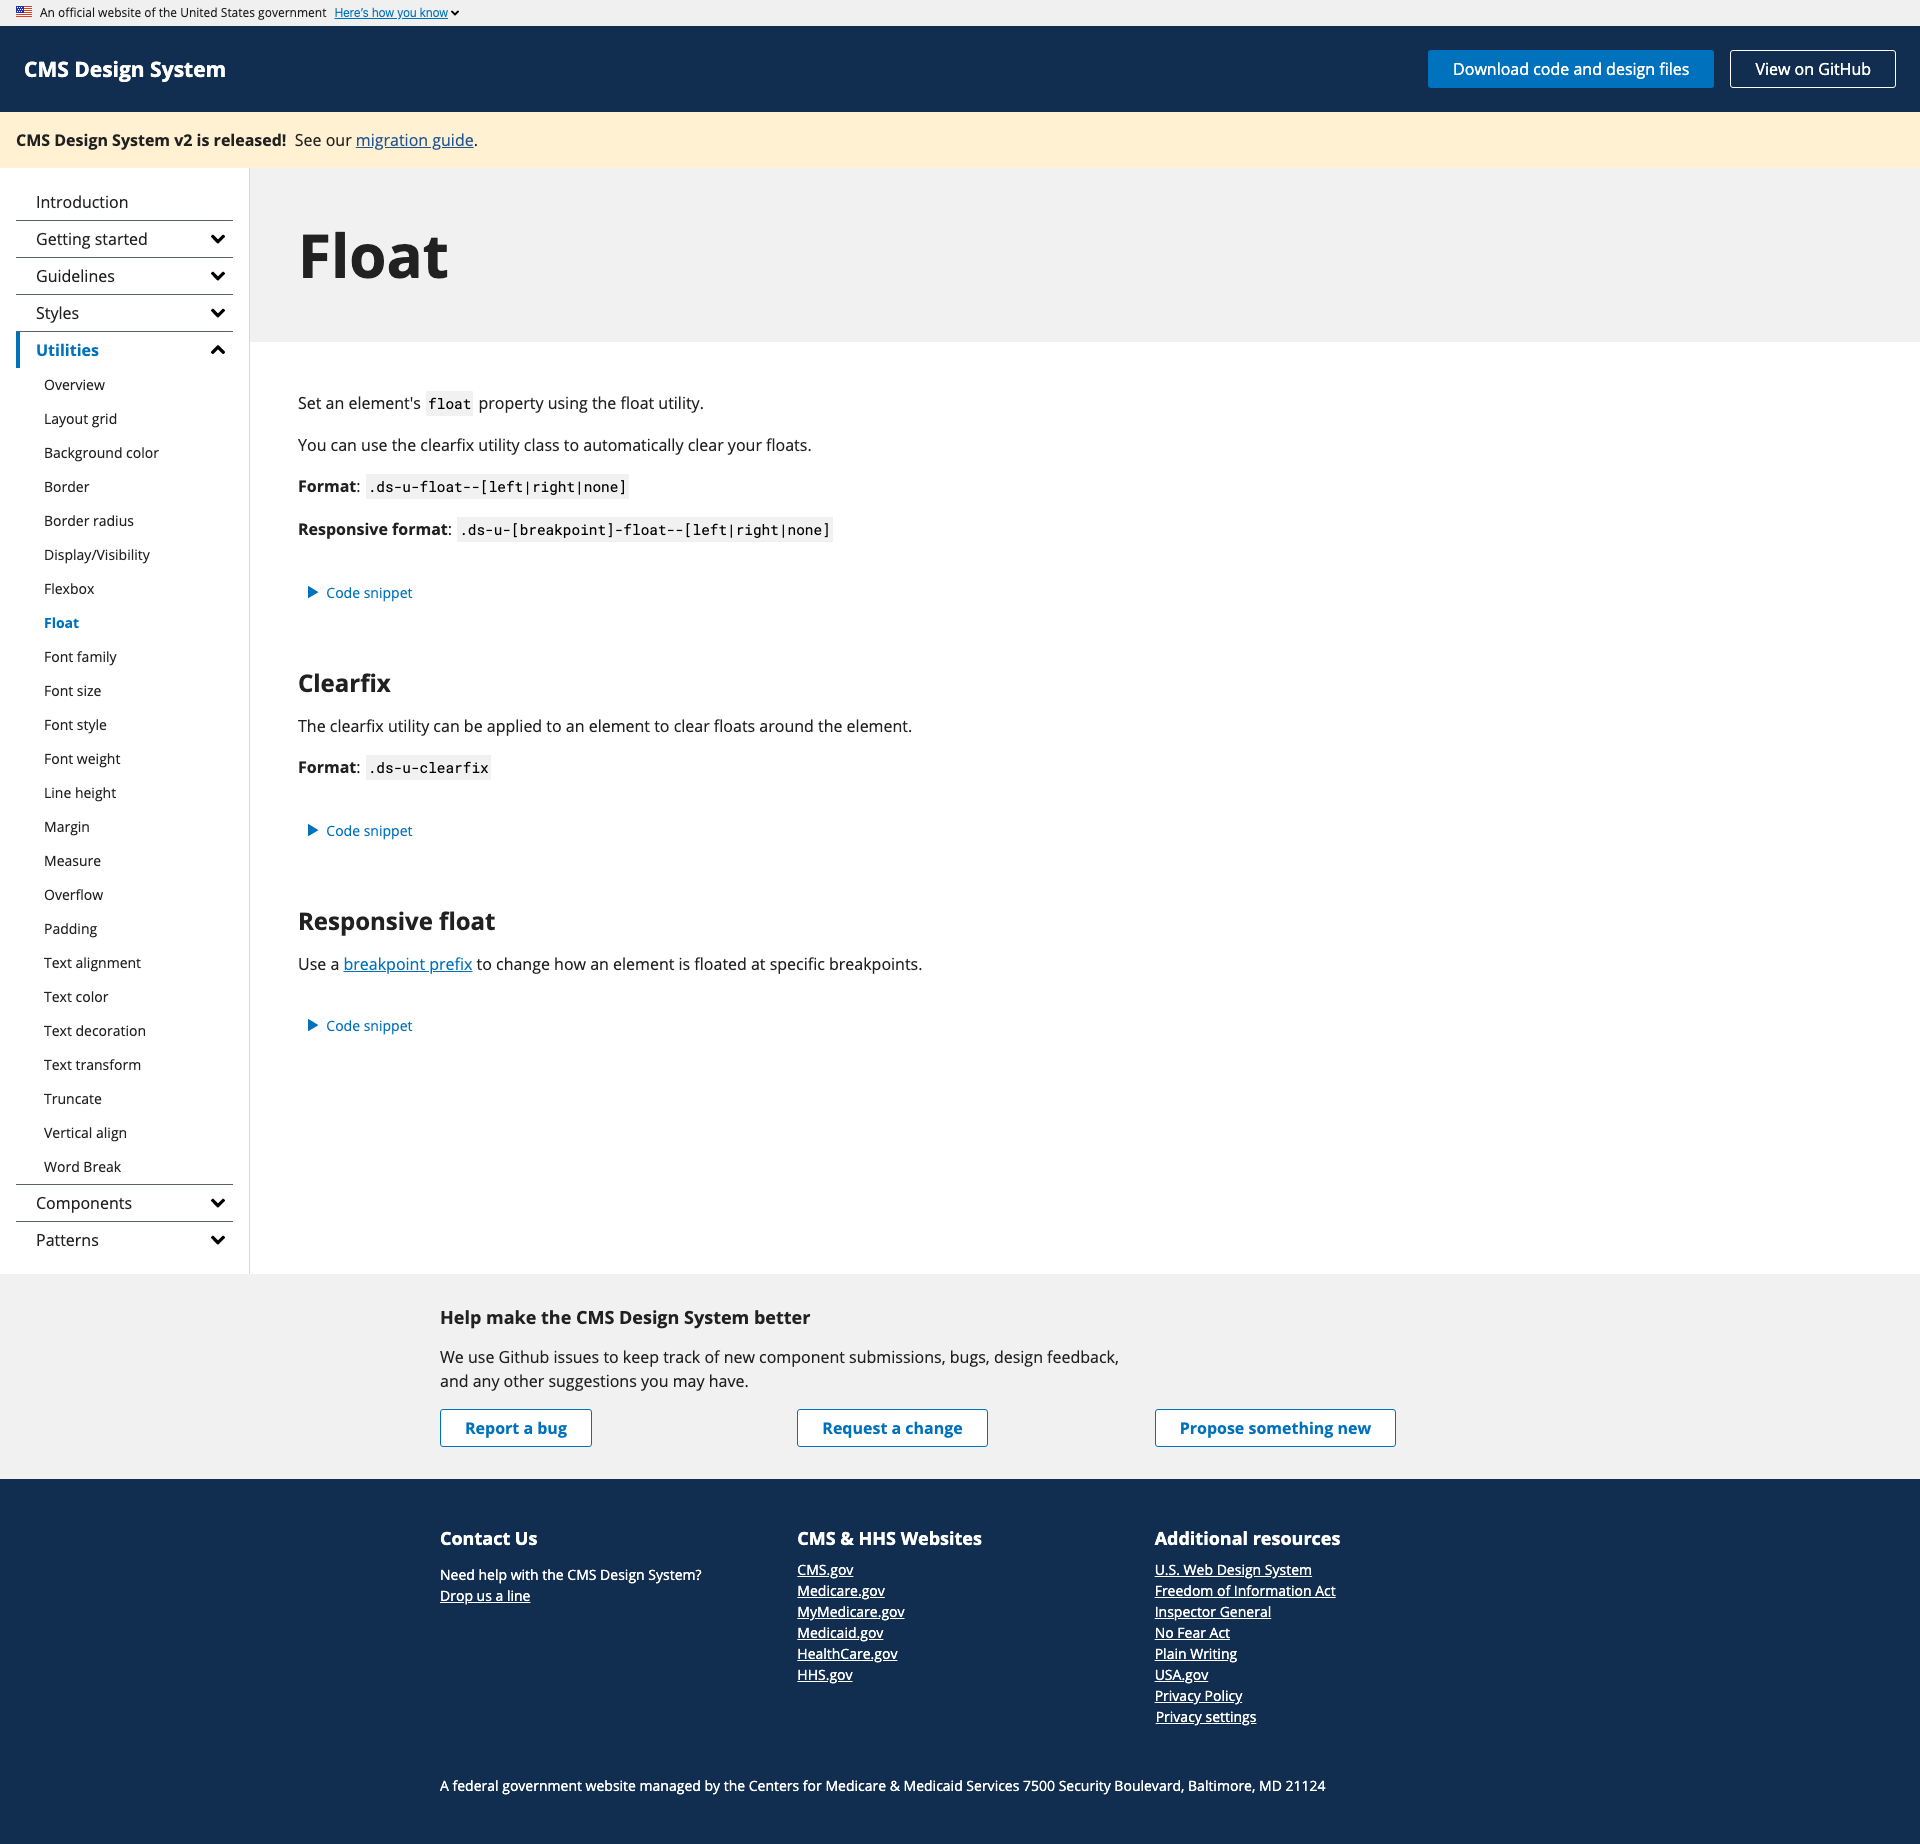 An official website of the United States government Here's how you know
CMS Design System
Download code and design files
View on GitHub
CMS Design System v2 is released! See our migration guide.
Introduction
Getting started
Guidelines
Styles
Utilities
Overview
Layout grid
Background color
Border
Border radius
Display/Visibility
Flexbox
Float
Font family
Font size
Font style
Font weight
Line height
Margin
Measure
Overflow
Padding
Text alignment
Text color
Text decoration
Text transform
Truncate
Vertical align
Word Break
Components
Patterns
Float
Set an element's float property using the float utility.
You can use the clearfix utility class to automatically clear your floats.
Format: .ds-u-float--[left|right|none]
Responsive format: .ds-u-[breakpoint]-float--[left|right|none]
Code snippet
Clearfix
The clearfix utility can be applied to an element to clear floats around the element.
Format: .ds-u-clearfix
Code snippet
Responsive float
Use a breakpoint prefix to change how an element is floated at specific breakpoints.
Code snippet
Help make the CMS Design System better
We use Github issues to keep track of new component submissions, bugs, design feedback,
and any other suggestions you may have.
Report a bug
Request a change
Propose something new
Contact Us
Need help with the CMS Design System?
Drop us a line
CMS & HHS Websites
CMS.gov
Medicare.gov
MyMedicare.gov
Medicaid.gov
HealthCare.gov
HHS.gov
Additional resources
U.S. Web Design System
Freedom of Information Act
Inspector General
No Fear Act
Plain Writing
USA.gov
Privacy Policy
Privacy settings
A federal government website managed by the Centers for Medicare & Medicaid Services 7500 Security Boulevard, Baltimore, MD 21124